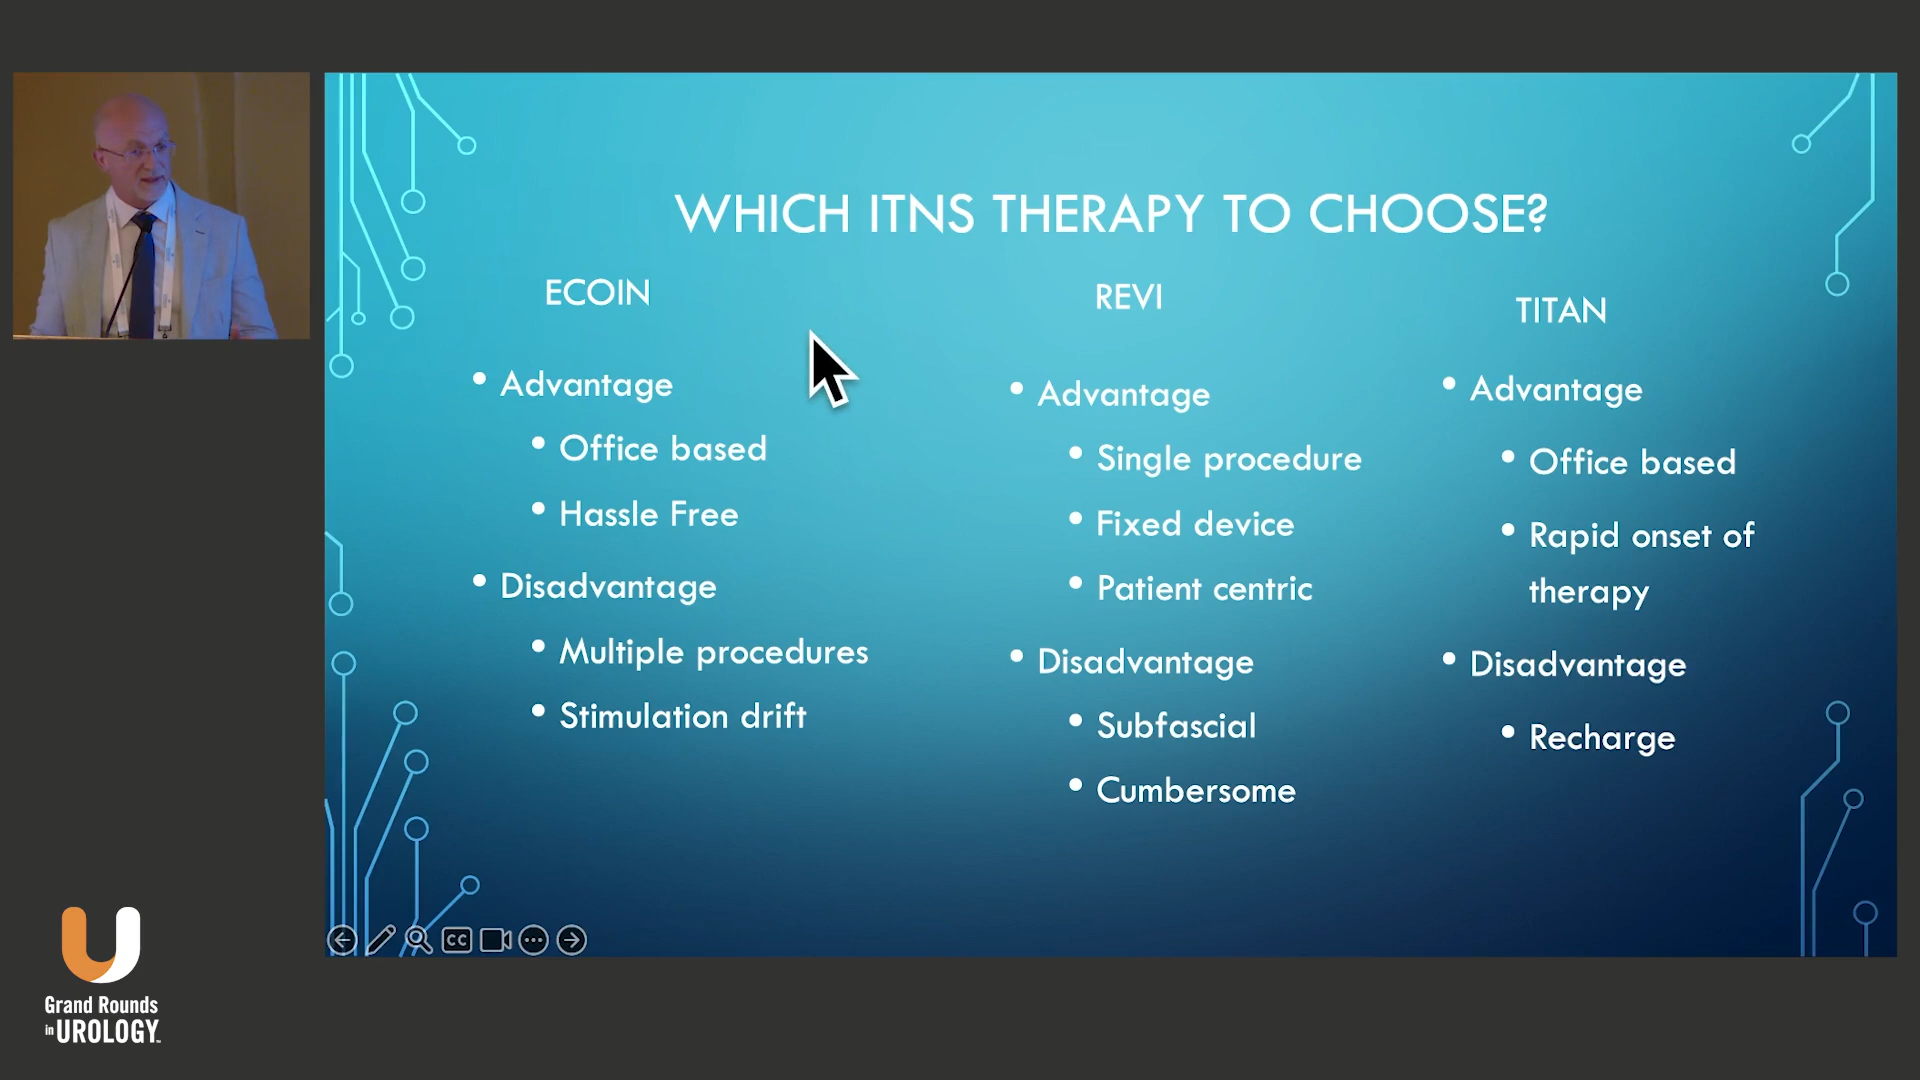 WHICH ITNS THERAPY TO CHOOSE?
ECOIN
Advantage
Office based
Hassle Free
Disadvantage
Multiple procedures
Stimulation drift
REVI
Advantage
Single procedure
Fixed device
Patient centric
Disadvantage
Subfascial
Cumbersome
TITAN
Advantage
Office based
Rapid onset of
therapy
Disadvantage
Recharge
CC
U
Grand Rounds
in UROLOGY™